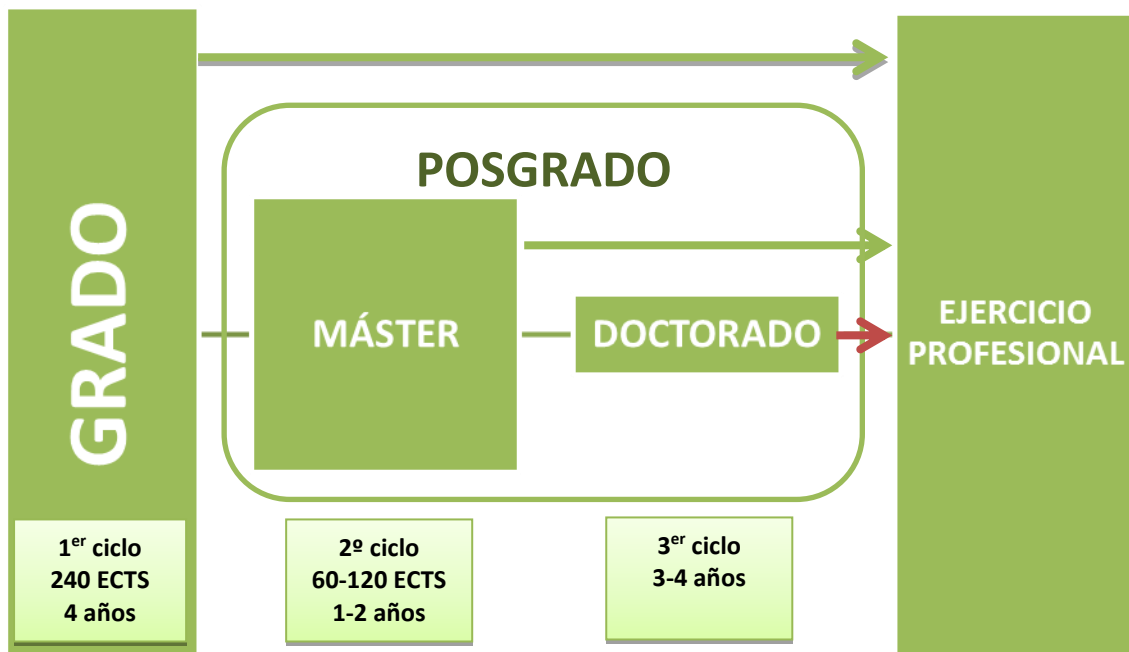 GRADO
POSGRADO
MÁSTER
DOCTORADO
EJERCICIO
PROFESIONAL
1er ciclo
240 ECTS
4 años
2º ciclo
60-120 ECTS
1-2 años
3er ciclo
3-4 años